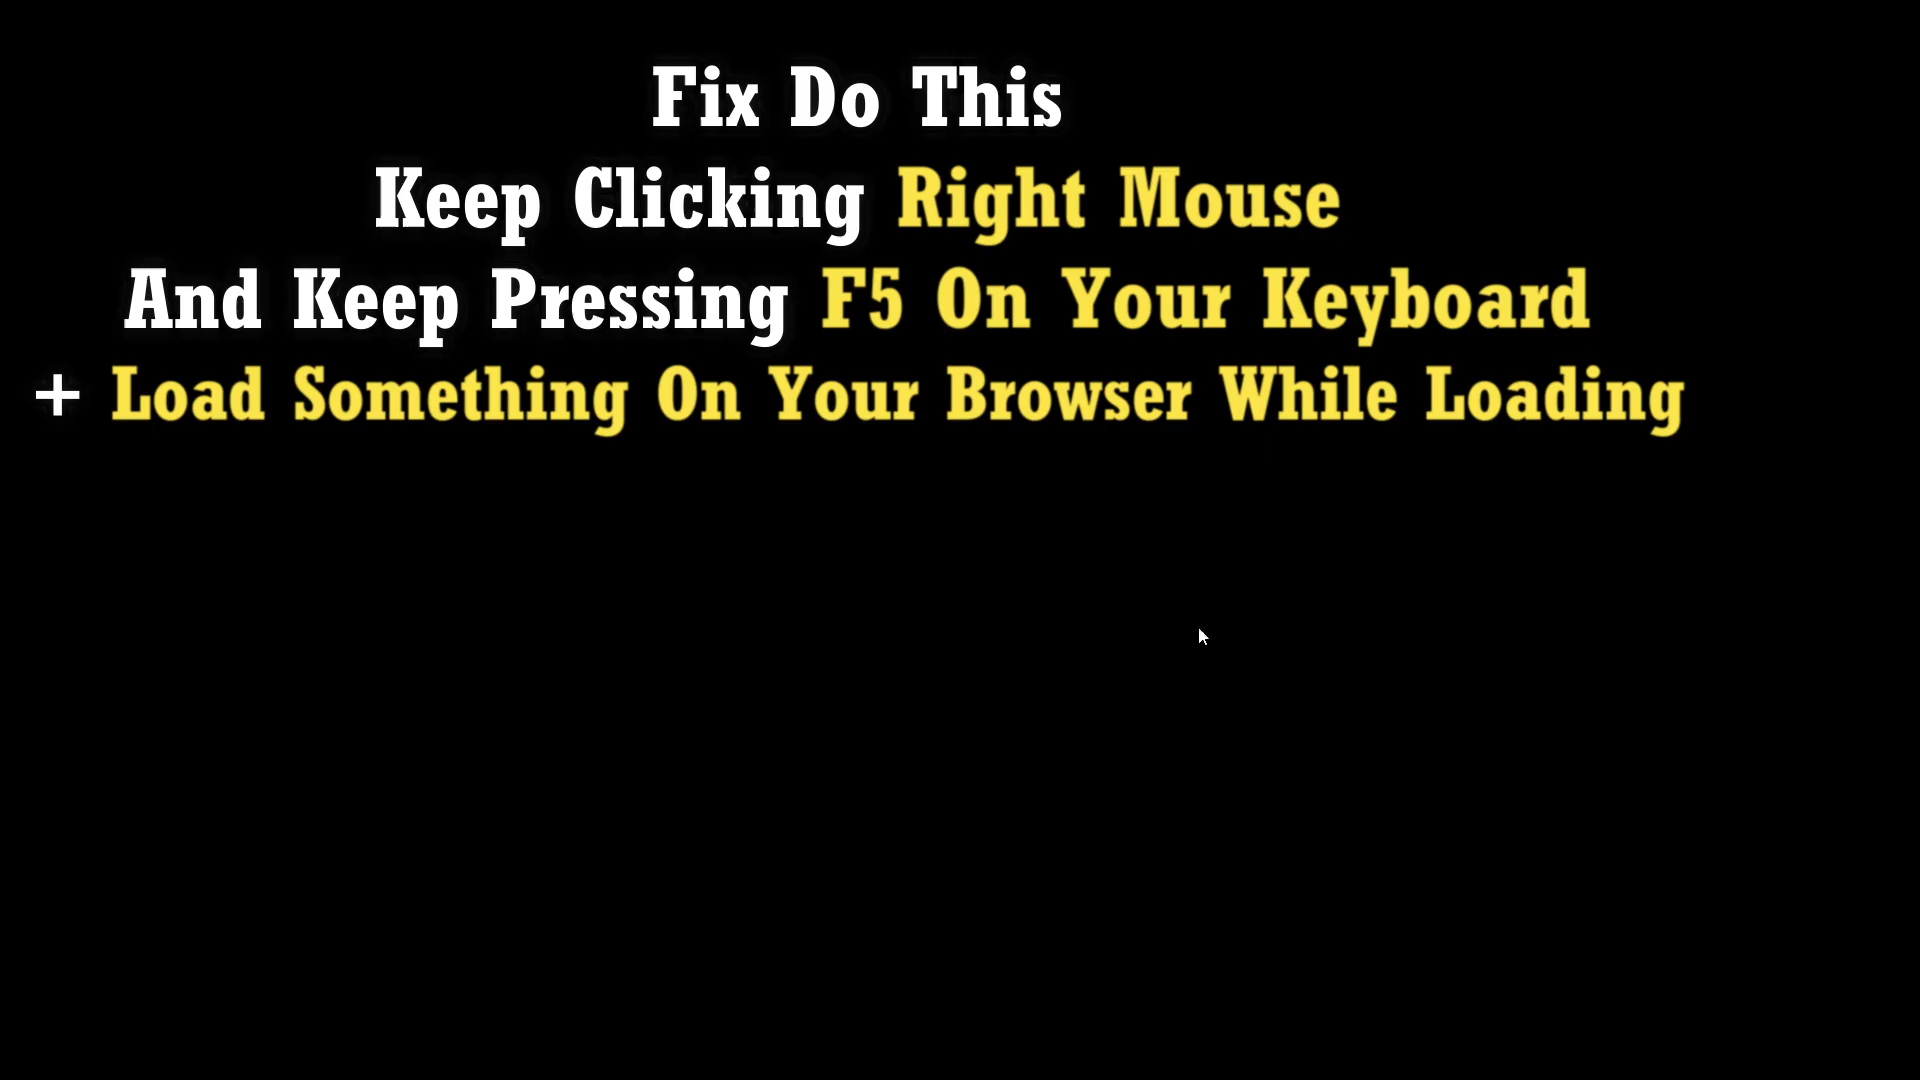 Fix Do This
Keep Clicking Right Mouse
And Keep Pressing F5 On Your Keyboard
+ Load Something On Your Browser While Loading